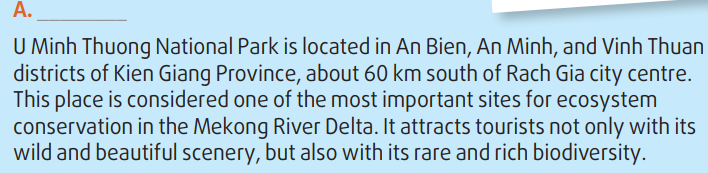 A. ________
U Minh Thuong National Park is located in An Bien, An Minh, and Vinh Thuan
districts of Kien Giang Province, about 60 km south of Rach Gia city centre.
This place is considered one of the most important sites for ecosystem
conservation in the Mekong River Delta. It attracts tourists not only with its
wild and beautiful scenery, but also with its rare and rich biodiversity.